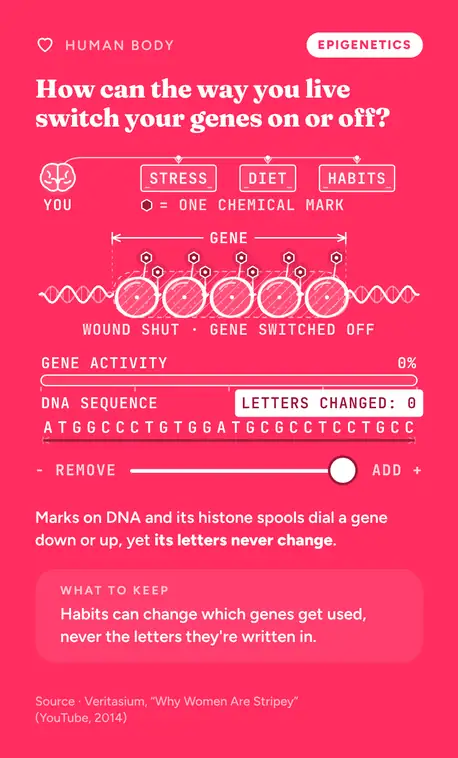 HUMAN BODY
EPIGENETICS
How can the way you live
switch your genes on or off?
STRESS
DIET
HABITS
YOU
= ONE CHEMICAL MARK
GENE
WOUND SHUT · GENE SWITCHED OFF
GENE ACTIVITY
0%
DNA SEQUENCE
LETTERS CHANGED: 0
ATGGCCCTGTGGATGCGCCTCCTGCC
- REMOVE
ADD +
Marks on DNA and its histone spools dial a gene
down or up, yet its letters never change.
WHAT TO KEEP
Habits can change which genes get used,
never the letters they're written in.
Source · Veritasium, “Why Women Are Stripey”
(YouTube, 2014)